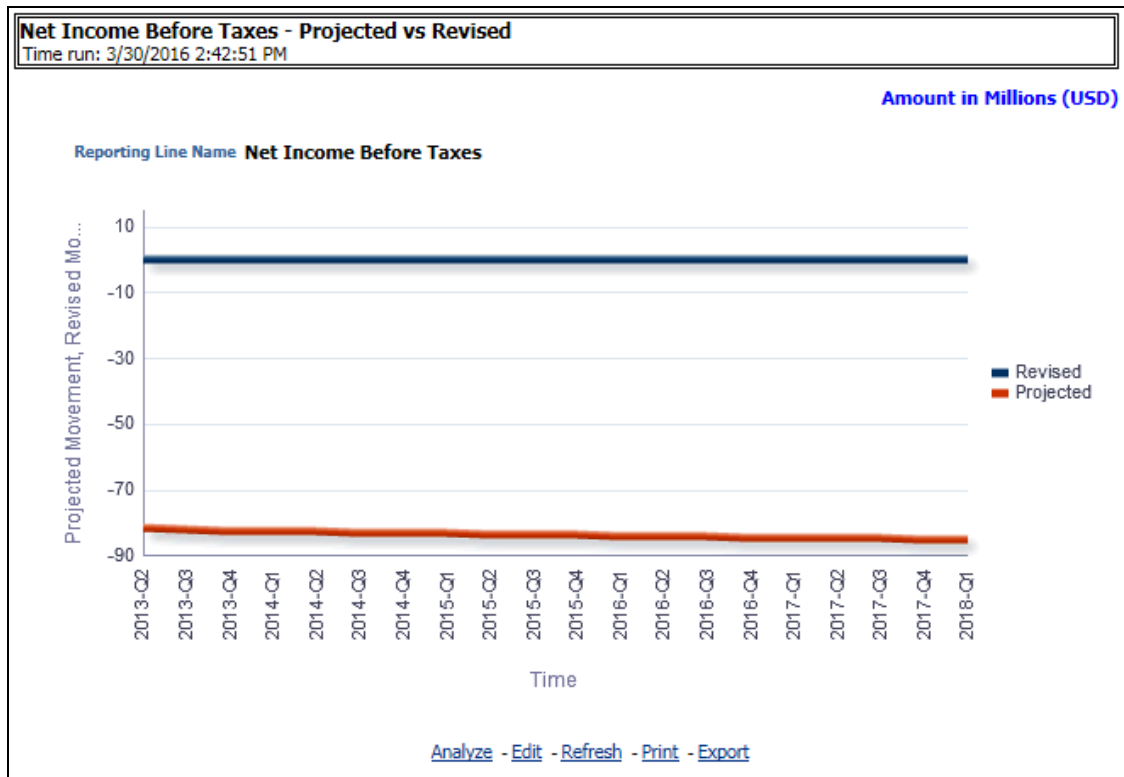 Net Income Before Taxes - Projected vs Revised
Time run: 3/30/2016 2:42:51 PM
Amount in Millions (USD)
Reporting Line Name Net Income Before Taxes
Projected Movement, Revised Mo...
10
-10
-30
-50
-70
-90
Revised
Projected
2013-Q2
2013-Q3
2013-Q4
2014-Q1
2014-Q2
2014-Q3
2014-Q4
2015-Q1
2015-Q2
2015-Q3
2015-Q4
2016-Q1
2016-Q2
2016-Q3
2016-Q4
2017-Q1
2017-Q2
2017-Q3
2017-Q4
2018-Q1
Time
Analyze - Edit - Refresh - Print - Export